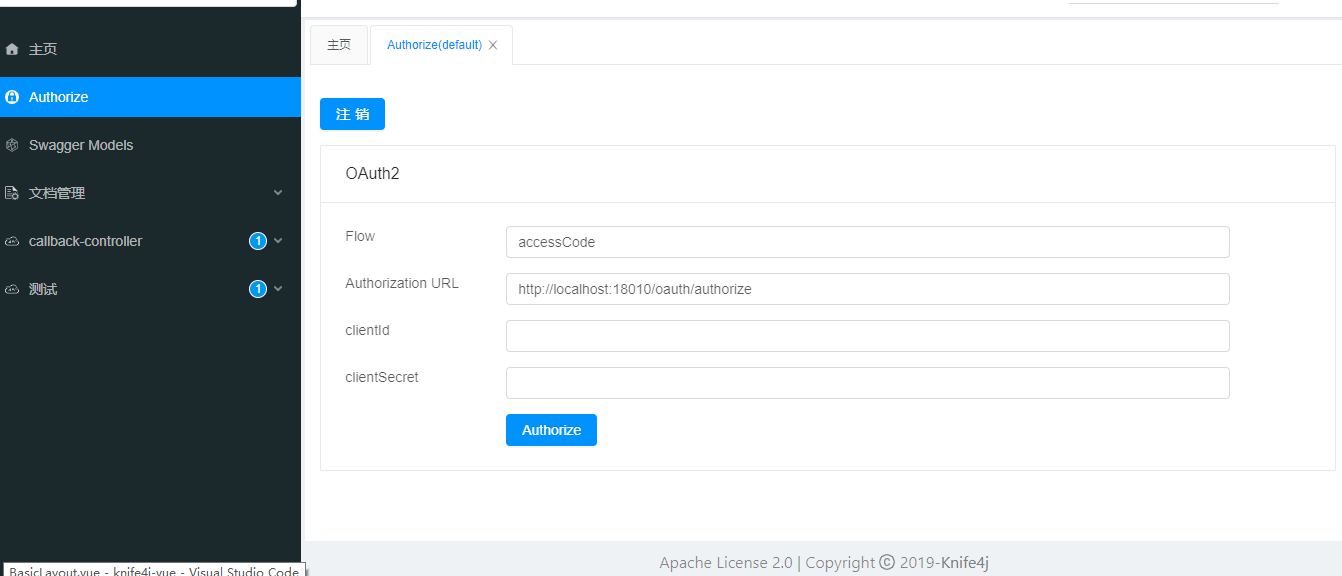 主页
Authorize
Swagger Models
文档管理
callback-controller 1
测试 1
主页 Authorize(default)
注 销
OAuth2
Flow accessCode
Authorization URL http://localhost:18010/oauth/authorize
clientId
clientSecret
Authorize
Apache License 2.0 | Copyright © 2019-Knife4j
BasicLayout.vue - knife4j-vue - Visual Studio Code